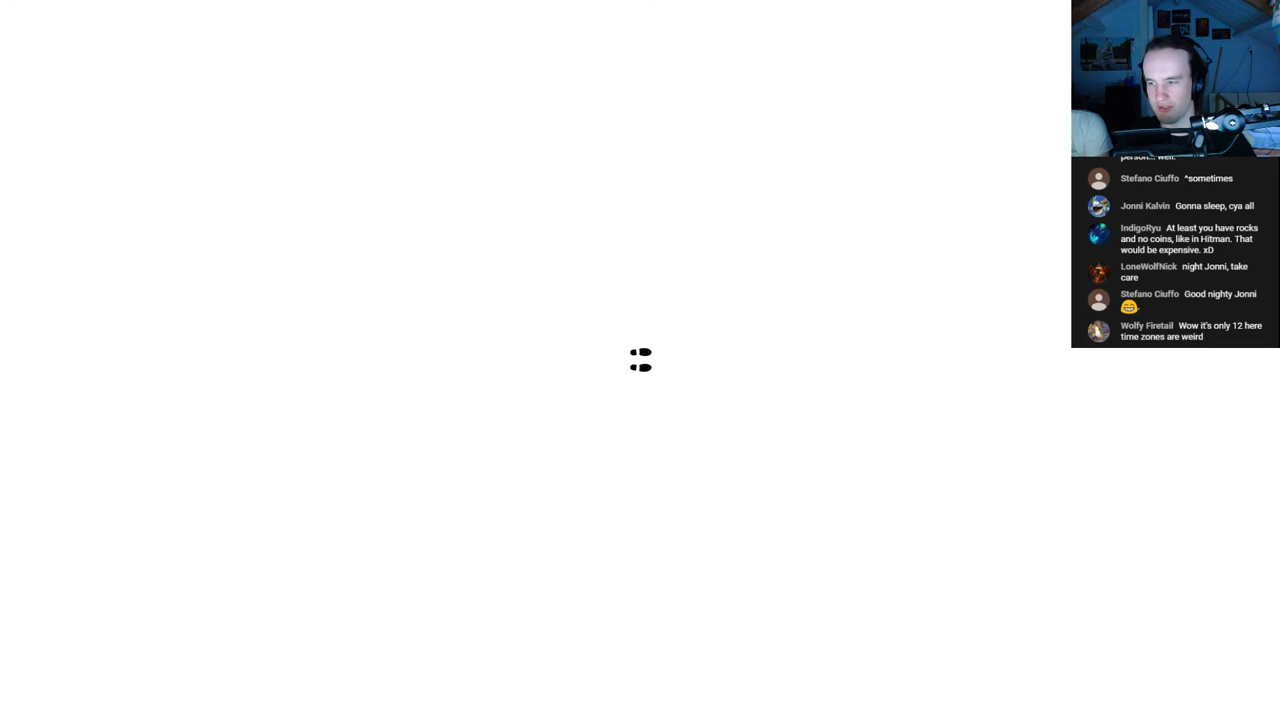 person... well.
Stefano Ciuffo ^sometimes
Jonni Kalvin Gonna sleep, cya all
IndigoRyu At least you have rocks
and no coins, like in Hitman. That
would be expensive. xD
LoneWolfNick night Jonni, take
care
Stefano Ciuffo Good nighty Jonni
Wolfy Firetail Wow it's only 12 here
time zones are weird